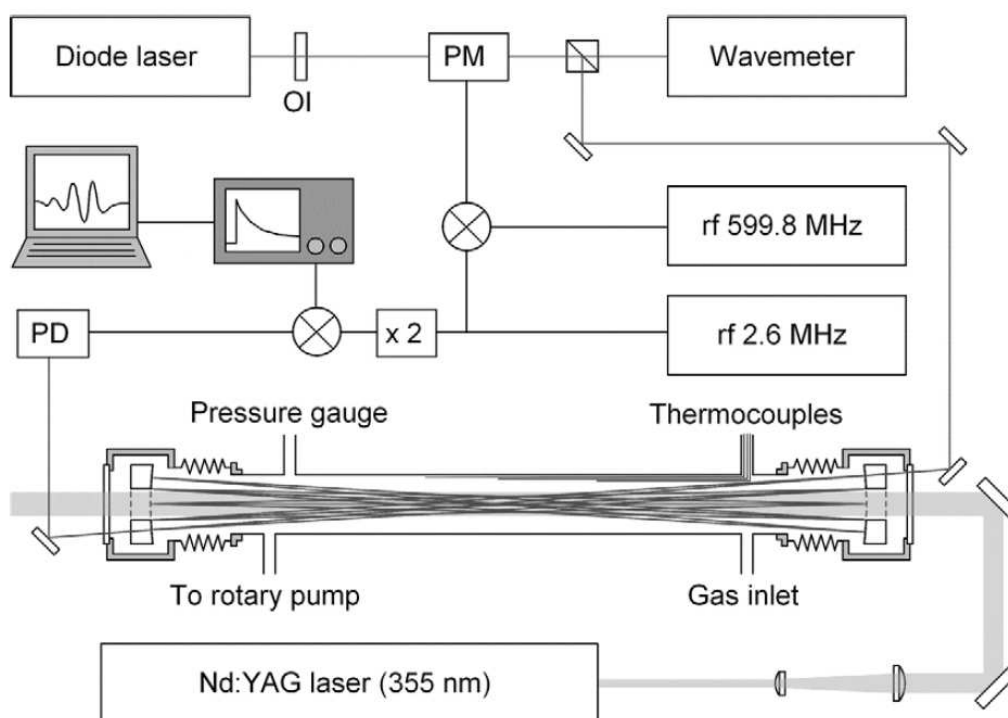 Diode laser
OI
PM
Wavemeter
rf 599.8 MHz
PD
x 2
rf 2.6 MHz
Pressure gauge
Thermocouples
To rotary pump
Gas inlet
Nd:YAG laser (355 nm)